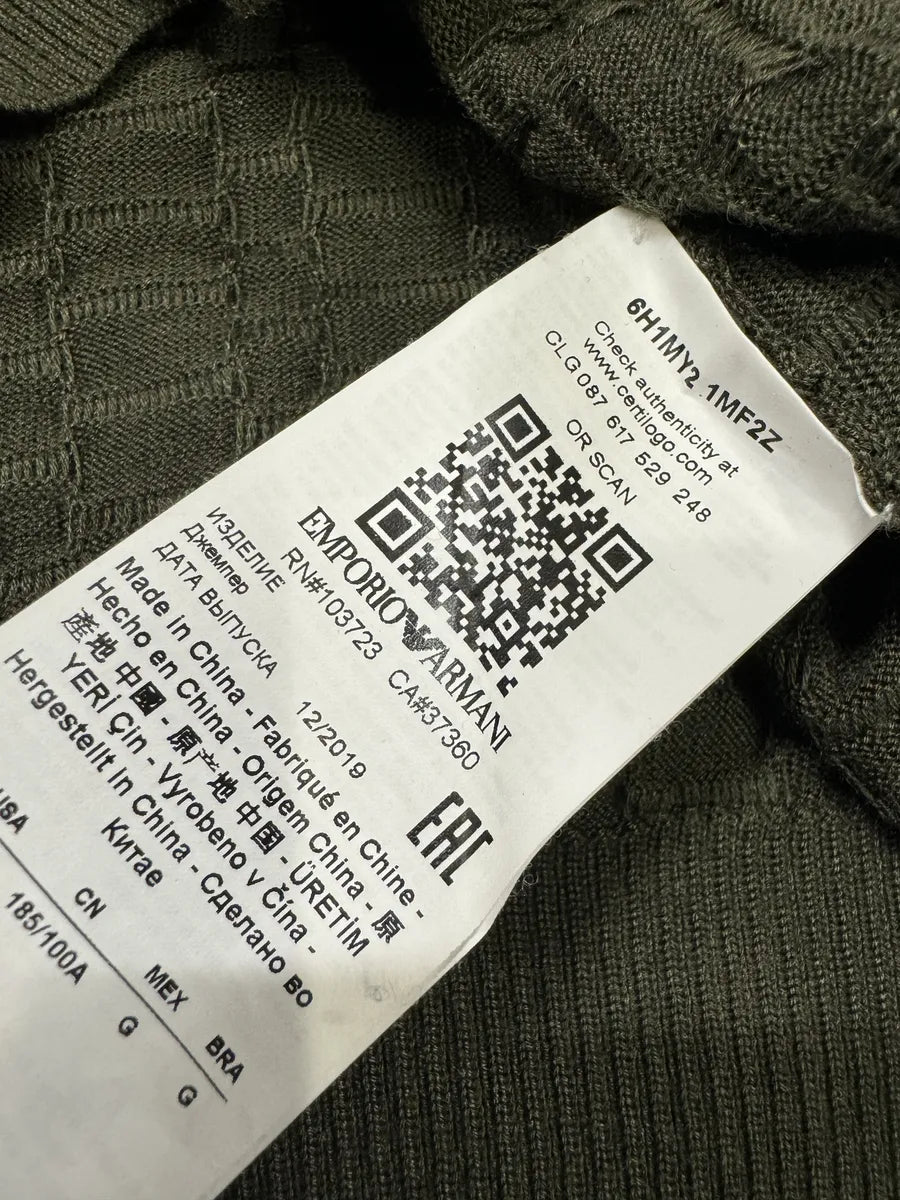 6H1MY2 1MF2Z
Check authenticity at
www.certilogo.com
CLG 087 617 529 248
OR SCAN
EMPORIO ARMANI
RN#103723 CA#37360
ИЗДЕЛИЕ
Джемпер
ДАТА ВЫПУСКА 12/2019
EAC
Made in China - Fabriqué en Chine -
Hecho en China - Origem China - 原
產地 中國 - 原产地 中国 - ÜRETİM
YERİ Çin - Vyrobeno v Čína -
Hergestellt in China - Сделано во
Китае
USA CN MEX BRA
185/100A G G